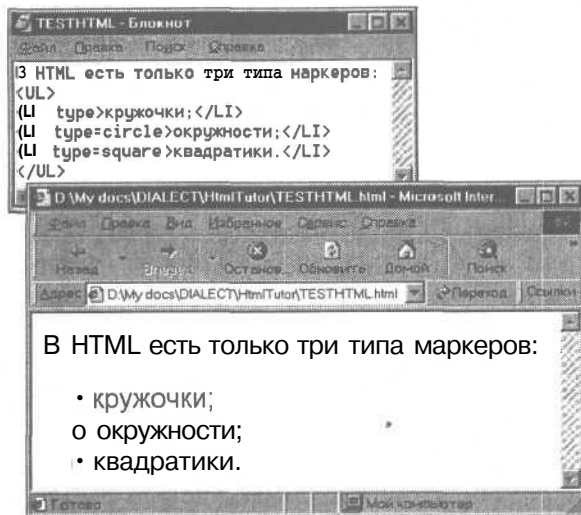 TESTHTML - Блокнот
Файл Правка Поиск Справка
З HTML есть только три типа маркеров:
<UL>
(LI type>кружочки;</LI>
(LI type=circle>окружности;</LI>
(LI type=square>квадратики.</LI>
</UL>
D:\My docs\DIALECT\HtmlTutor\TESTHTML.html - Microsoft Inter...
Файл Правка Вид Избранное Сервис Справка
Назад Вперед Останов. Обновить Домой Поиск
Адрес D:\My docs\DIALECT\HtmlTutor\TESTHTML.html Переход Ссылки
В HTML есть только три типа маркеров:
• кружочки;
о окружности;
• квадратики.
Готово Мой компьютер